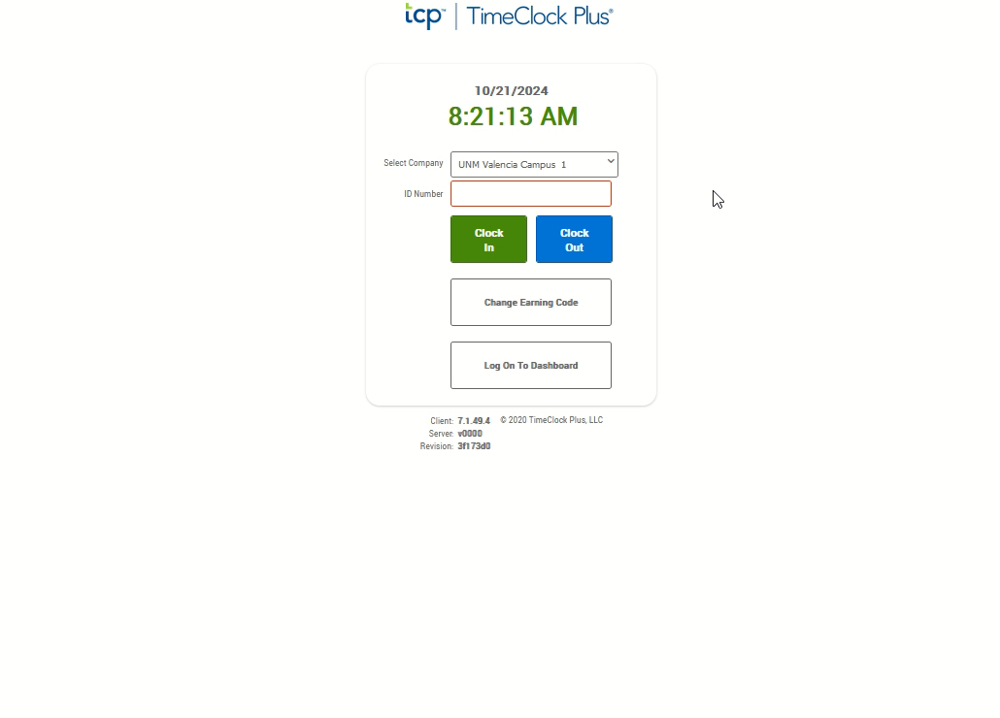 tcp™ | TimeClock Plus®
10/21/2024
8:21:13 AM
Select Company UNM Valencia Campus 1
ID Number
Clock In
Clock Out
Change Earning Code
Log On To Dashboard
Client: 7.1.49.4 © 2020 TimeClock Plus, LLC
Server: v0000
Revision: 3f173d0